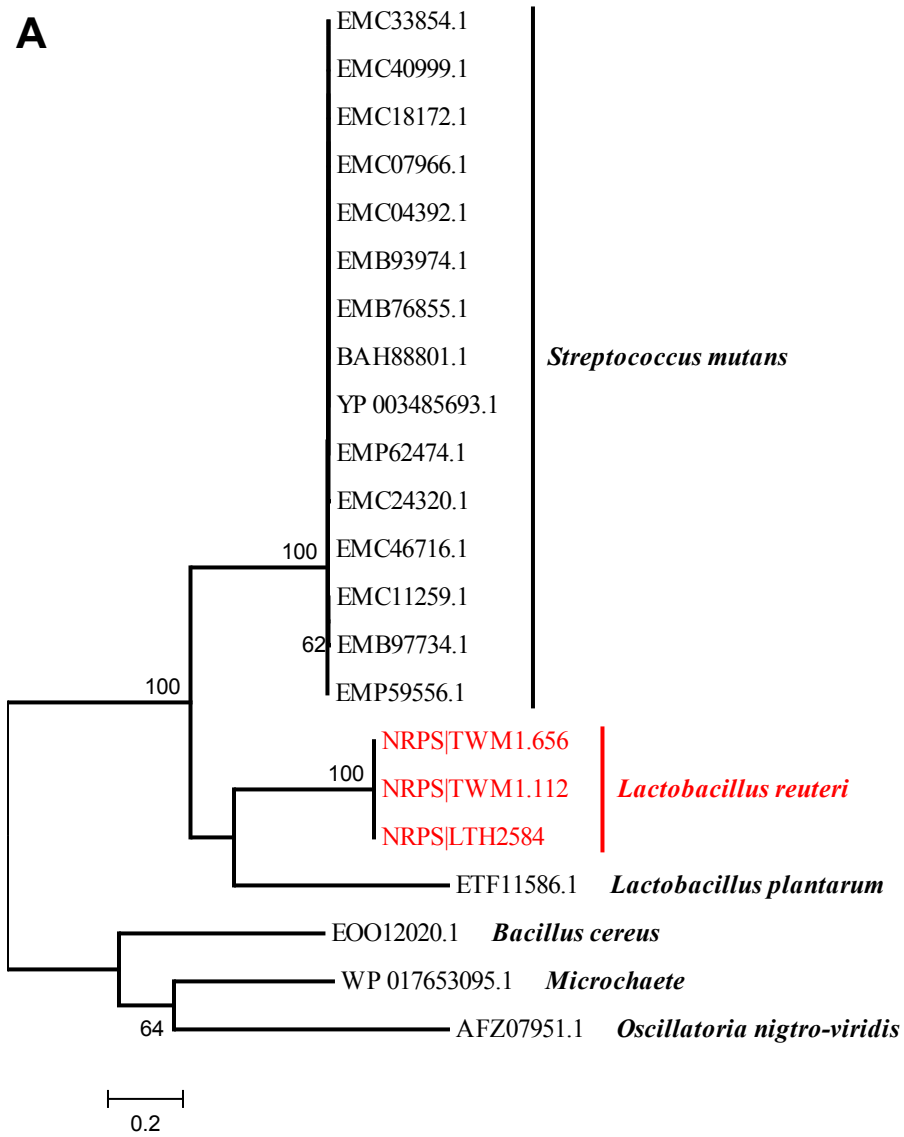 A
EMC33854.1
EMC40999.1
EMC18172.1
EMC07966.1
EMC04392.1
EMB93974.1
EMB76855.1
BAH88801.1 Streptococcus mutans
YP 003485693.1
EMP62474.1
EMC24320.1
EMC46716.1
100
EMC11259.1
62 EMB97734.1
EMP59556.1
100
NRPS|TWM1.656
100
NRPS|TWM1.112 Lactobacillus reuteri
NRPS|LTH2584
ETF11586.1 Lactobacillus plantarum
EOO12020.1 Bacillus cereus
WP 017653095.1 Microchaete
64 AFZ07951.1 Oscillatoria nigtro-viridis
0.2